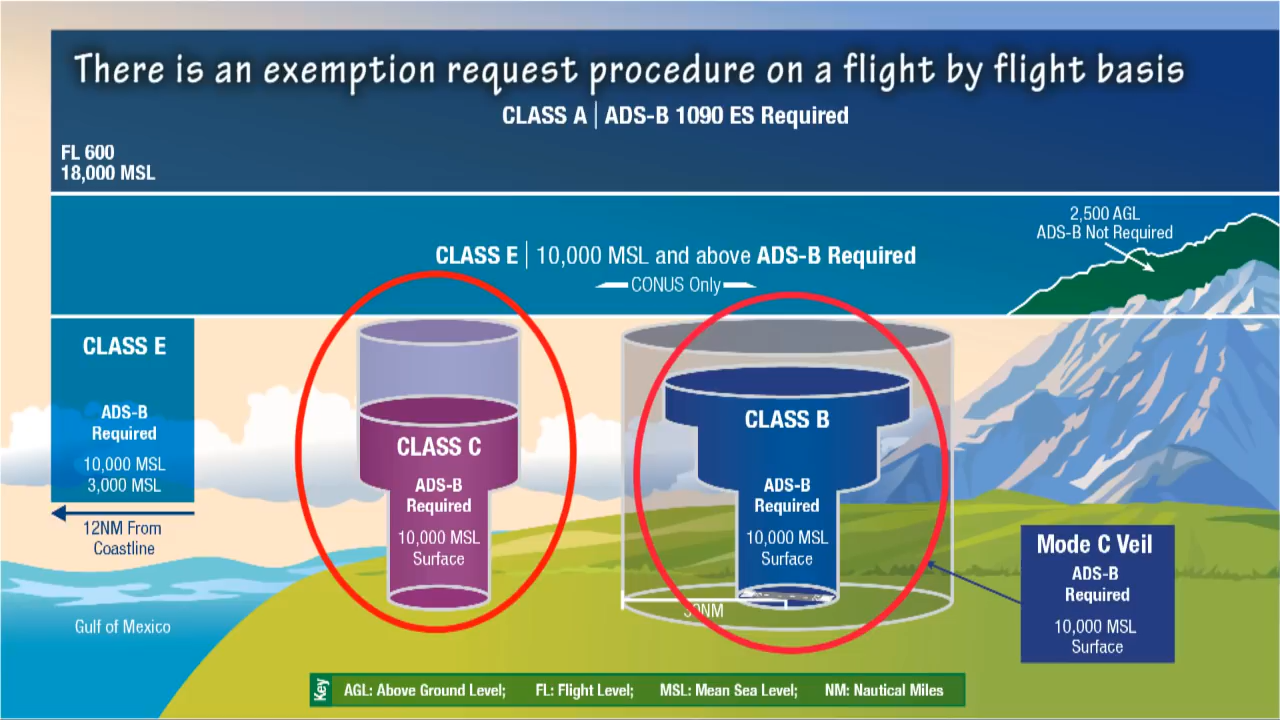 There is an exemption request procedure on a flight by flight basis
CLASS A | ADS-B 1090 ES Required
FL 600
18,000 MSL
2,500 AGL
ADS-B Not Required
CLASS E | 10,000 MSL and above ADS-B Required
CONUS Only
CLASS E
ADS-B
Required
10,000 MSL
3,000 MSL
12NM From
Coastline
Gulf of Mexico
CLASS C
ADS-B
Required
10,000 MSL
Surface
CLASS B
ADS-B
Required
10,000 MSL
Surface
30NM
Mode C Veil
ADS-B
Required
10,000 MSL
Surface
Key
AGL: Above Ground Level; FL: Flight Level; MSL: Mean Sea Level; NM: Nautical Miles